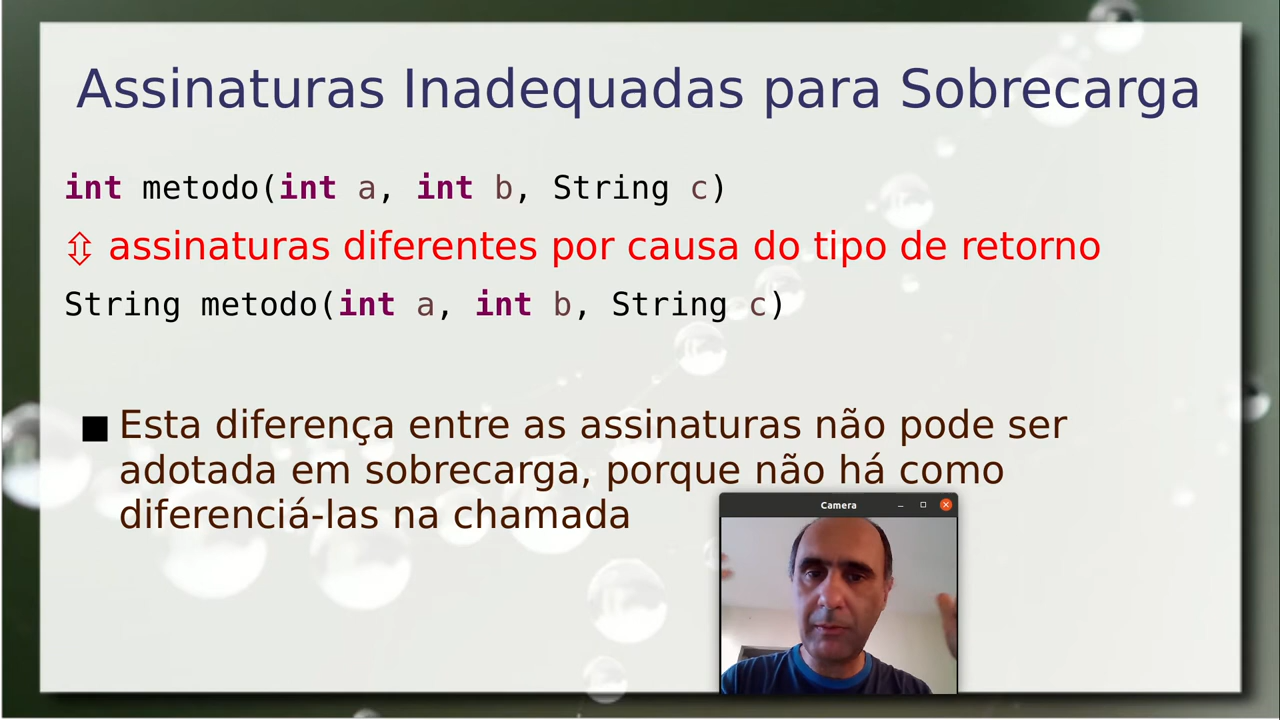 Assinaturas Inadequadas para Sobrecarga
int metodo(int a, int b, String c)
⇳ assinaturas diferentes por causa do tipo de retorno
String metodo(int a, int b, String c)
■ Esta diferença entre as assinaturas não pode ser
adotada em sobrecarga, porque não há como
diferenciá-las na chamada
Camera